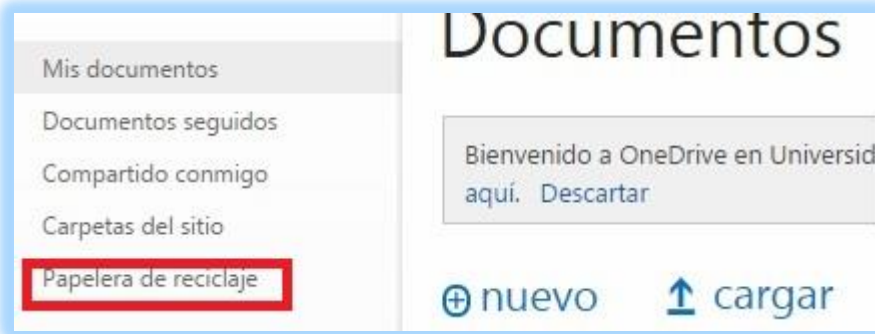 Mis documentos
Documentos seguidos
Compartido conmigo
Carpetas del sitio
Papelera de reciclaje
Documentos
Bienvenido a OneDrive en Universid
aquí. Descartar
nuevo
cargar